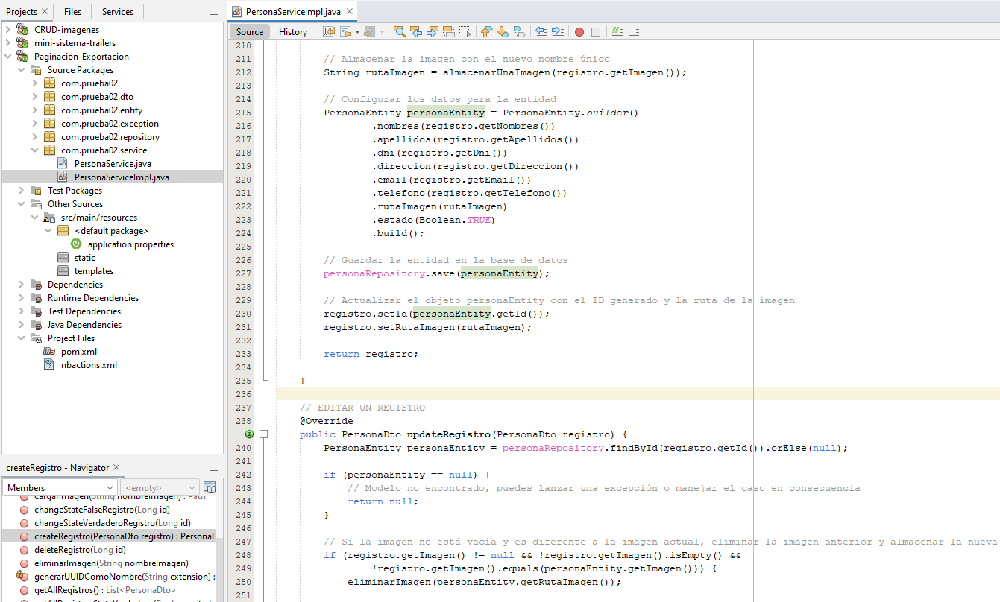 Projects
Files
Services
CRUD-imagenes
mini-sistema-trailers
Paginacion-Exportacion
Source Packages
com.prueba02
com.prueba02.dto
com.prueba02.entity
com.prueba02.exception
com.prueba02.repository
com.prueba02.service
PersonaService.java
PersonaServiceImpl.java
Test Packages
Other Sources
src/main/resources
<default package>
application.properties
static
templates
Dependencies
Runtime Dependencies
Test Dependencies
Java Dependencies
Project Files
pom.xml
nbactions.xml
createRegistro - Navigator
Members
<empty>
cargarImagen(String nombreImagen) : Path
changeStateFalseRegistro(Long id)
changeStateVerdaderoRegistro(Long id)
createRegistro(PersonaDto registro) : PersonaD
deleteRegistro(Long id)
eliminarImagen(String nombreImagen)
generarUUIDComoNombre(String extension) :
getAllRegistros() : List<PersonaDto>
PersonaServiceImpl.java
Source
History
210
211 // Almacenar la imagen con el nuevo nombre único
212 String rutaImagen = almacenarUnaImagen(registro.getImagen());
213
214 // Configurar los datos para la entidad
215 PersonaEntity personaEntity = PersonaEntity.builder()
216 .nombres(registro.getNombres())
217 .apellidos(registro.getApellidos())
218 .dni(registro.getDni())
219 .direccion(registro.getDireccion())
220 .email(registro.getEmail())
221 .telefono(registro.getTelefono())
222 .rutaImagen(rutaImagen)
223 .estado(Boolean.TRUE)
224 .build();
225
226 // Guardar la entidad en la base de datos
227 personaRepository.save(personaEntity);
228
229 // Actualizar el objeto personaEntity con el ID generado y la ruta de la imagen
230 registro.setId(personaEntity.getId());
231 registro.setRutaImagen(rutaImagen);
232
233 return registro;
234
235 }
236
237 // EDITAR UN REGISTRO
238 @Override
public PersonaDto updateRegistro(PersonaDto registro) {
240 PersonaEntity personaEntity = personaRepository.findById(registro.getId()).orElse(null);
241
242 if (personaEntity == null) {
243 // Modelo no encontrado, puedes lanzar una excepción o manejar el caso en consecuencia
244 return null;
245 }
246
247 // Si la imagen no está vacía y es diferente a la imagen actual, eliminar la imagen anterior y almacenar la nueva
248 if (registro.getImagen() != null && !registro.getImagen().isEmpty() &&
249 !registro.getImagen().equals(personaEntity.getImagen())) {
250 eliminarImagen(personaEntity.getRutaImagen());
251